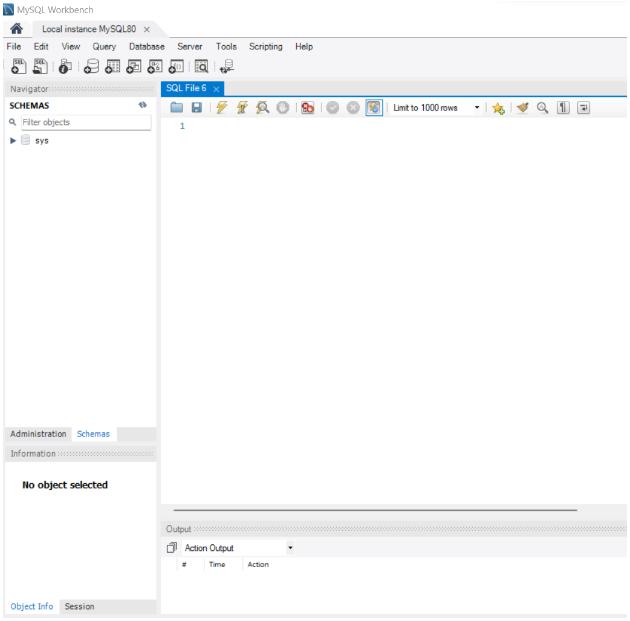 MySQL Workbench
Local instance MySQL80 ×
File Edit View Query Database Server Tools Scripting Help
Navigator
SQL File 6 ×
SCHEMAS
Limit to 1000 rows
Filter objects
1
sys
Administration Schemas
Information
No object selected
Output
Action Output
# Time Action
Object Info Session